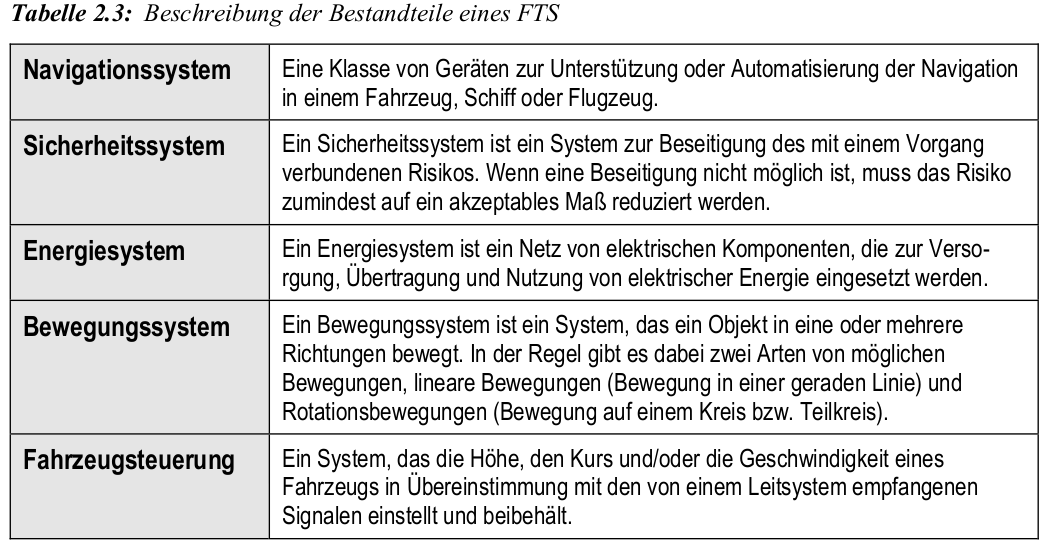 Tabelle 2.3: Beschreibung der Bestandteile eines FTS
Navigationssystem
Eine Klasse von Geräten zur Unterstützung oder Automatisierung der Navigation
in einem Fahrzeug, Schiff oder Flugzeug.
Sicherheitssystem
Ein Sicherheitssystem ist ein System zur Beseitigung des mit einem Vorgang
verbundenen Risikos. Wenn eine Beseitigung nicht möglich ist, muss das Risiko
zumindest auf ein akzeptables Maß reduziert werden.
Energiesystem
Ein Energiesystem ist ein Netz von elektrischen Komponenten, die zur Verso-
rgung, Übertragung und Nutzung von elektrischer Energie eingesetzt werden.
Bewegungssystem
Ein Bewegungssystem ist ein System, das ein Objekt in eine oder mehrere
Richtungen bewegt. In der Regel gibt es dabei zwei Arten von möglichen
Bewegungen, lineare Bewegungen (Bewegung in einer geraden Linie) und
Rotationsbewegungen (Bewegung auf einem Kreis bzw. Teilkreis).
Fahrzeugsteuerung
Ein System, das die Höhe, den Kurs und/oder die Geschwindigkeit eines
Fahrzeugs in Übereinstimmung mit den von einem Leitsystem empfangenen
Signalen einstellt und beibehält.